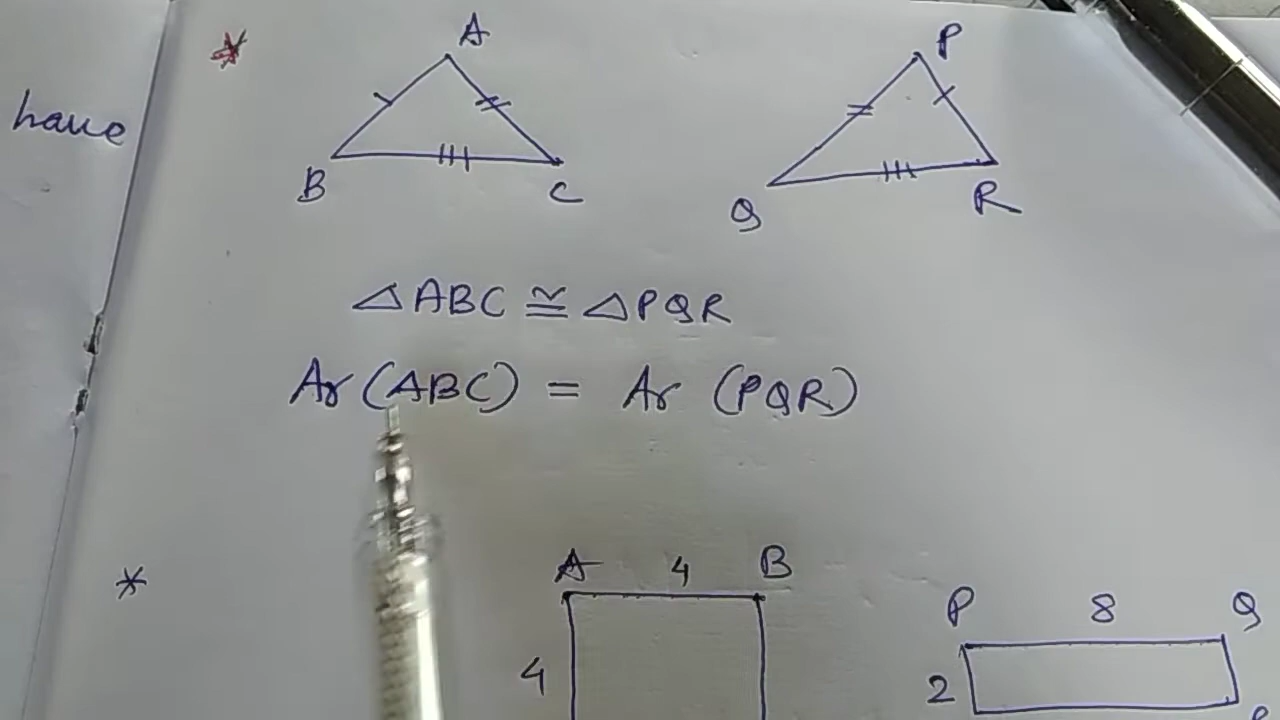 have
* A P
B C Q R
△ABC ≅ △PQR
Ar(ABC) = Ar (PQR)
* A 4 B
P 8 Q
4 2